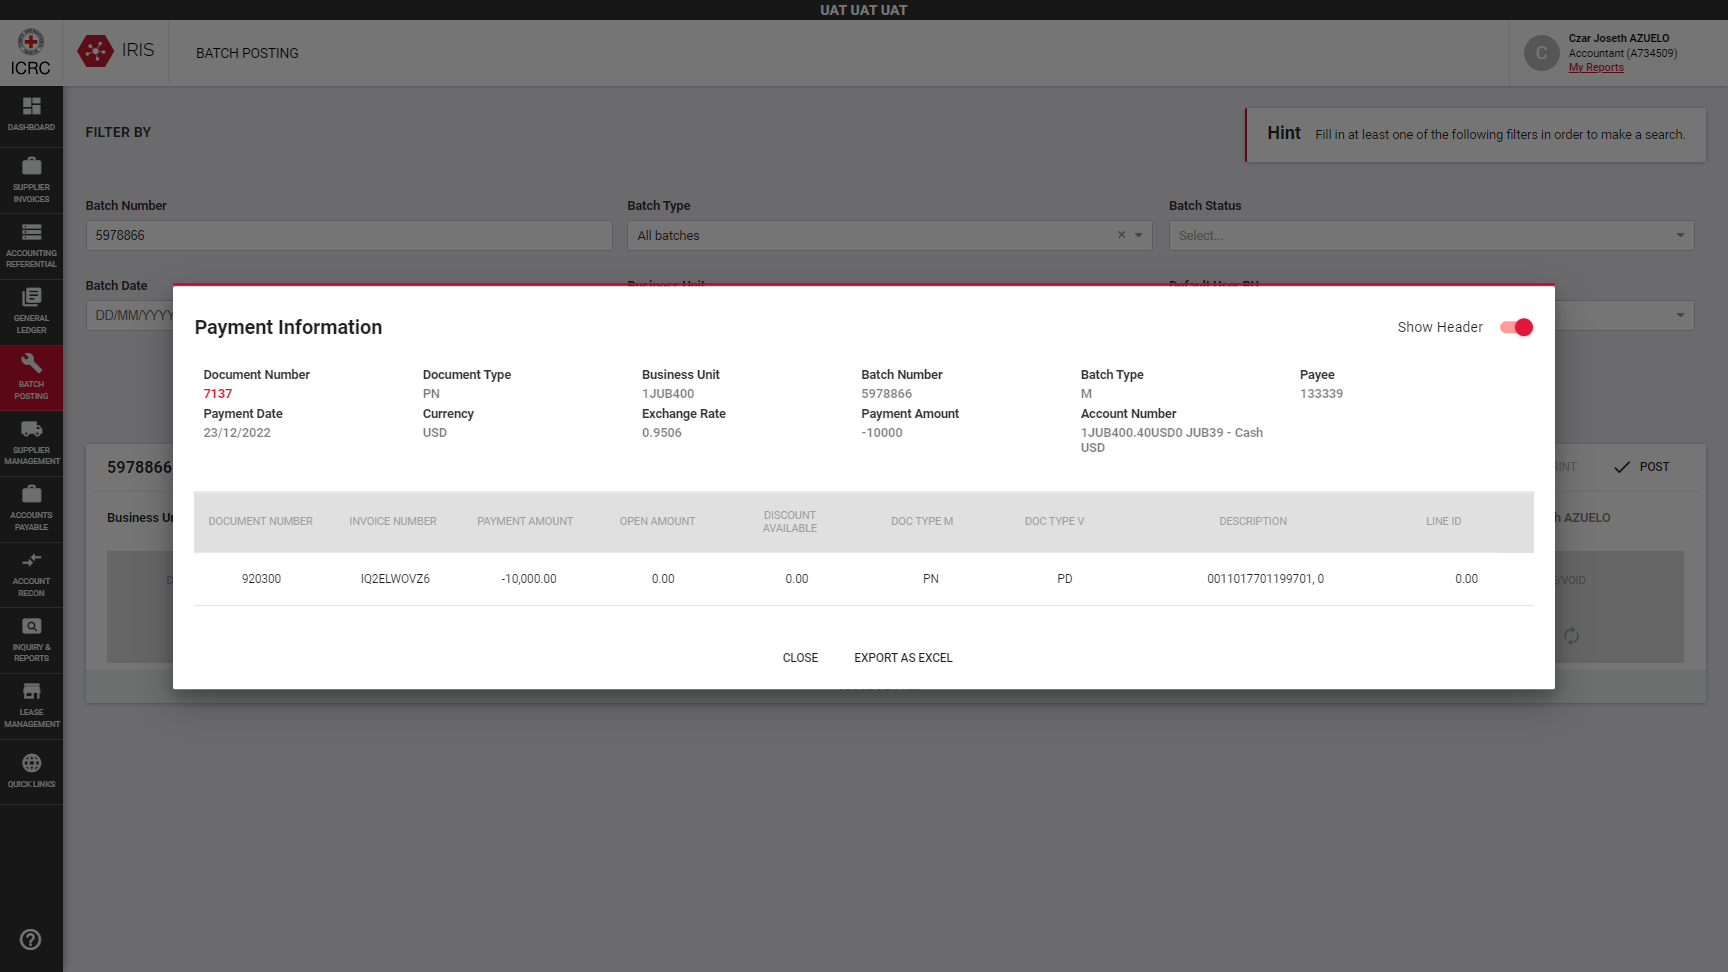 UAT UAT UAT
ICRC
IRIS
BATCH POSTING
C
Czar Joseth AZUELO
Accountant (A734509)
My Reports
DASHBOARD
SUPPLIER
INVOICES
ACCOUNTING
REFERENTIAL
GENERAL
LEDGER
BATCH
POSTING
SUPPLIER
MANAGEMENT
ACCOUNTS
PAYABLE
ACCOUNT
RECON
INQUIRY &
REPORTS
LEASE
MANAGEMENT
QUICK LINKS
FILTER BY
Hint Fill in at least one of the following filters in order to make a search.
Batch Number Batch Type Batch Status
5978866 All batches × Select...
Batch Date Business Unit Default User BU
DD/MM/YYYY
5978866 POST
Business AZUELO
Payment Information Show Header
Document Number Document Type Business Unit Batch Number Batch Type Payee
7137 PN 1JUB400 5978866 M 133339
Payment Date Currency Exchange Rate Payment Amount Account Number
23/12/2022 USD 0.9506 -10000 1JUB400.40USD0 JUB39 - Cash
USD
DOCUMENT NUMBER INVOICE NUMBER PAYMENT AMOUNT OPEN AMOUNT DISCOUNT AVAILABLE DOC TYPE M DOC TYPE V DESCRIPTION LINE ID
920300 IQ2ELWOVZ6 -10,000.00 0.00 0.00 PN PD 0011017701199701, 0 0.00
/VOID
CLOSE EXPORT AS EXCEL